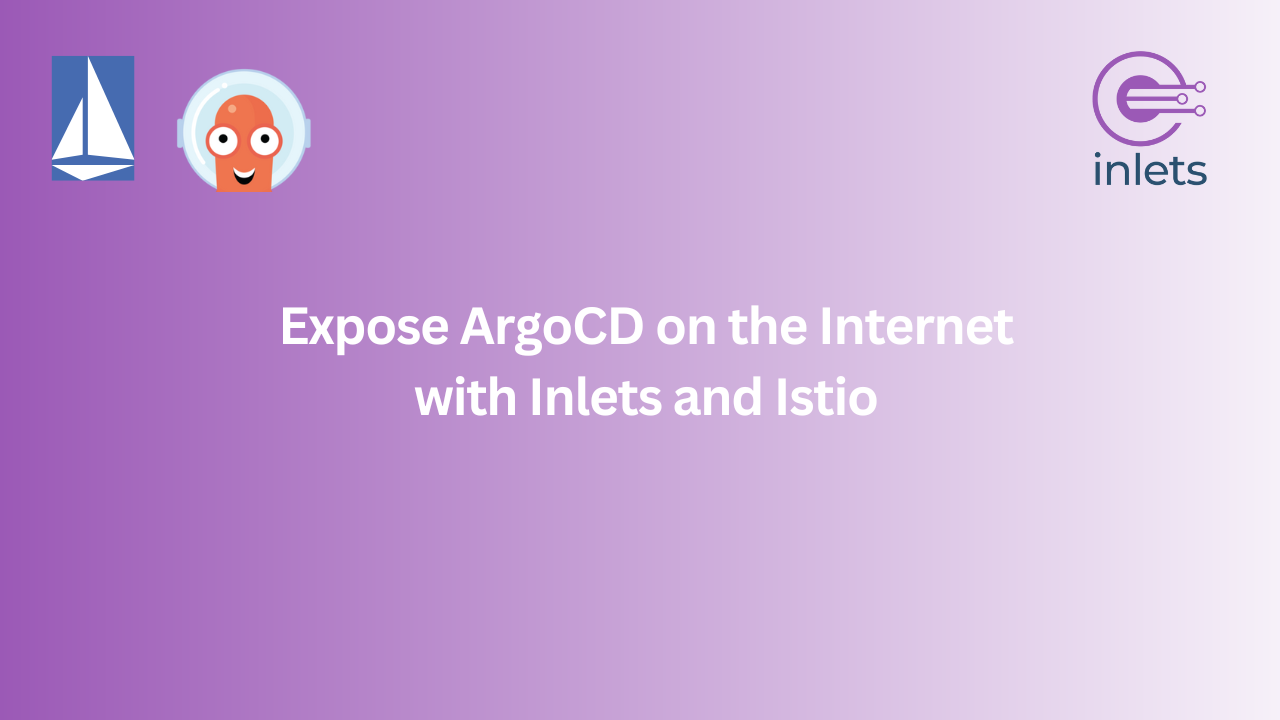 inlets
Expose ArgoCD on the Internet
with Inlets and Istio